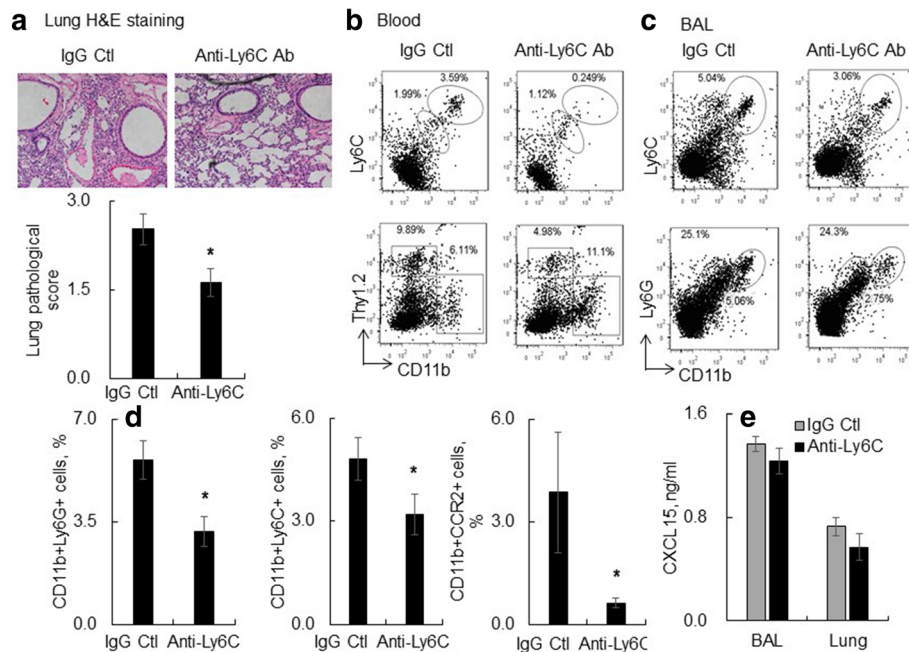 a Lung H&E staining
IgG Ctl Anti-Ly6C Ab
3.0
1.5
0.0
Lung pathological
score
*
IgG Ctl Anti-Ly6C
b Blood
IgG Ctl Anti-Ly6C Ab
3.59%
1.99%
0.249%
1.12%
Ly6C
9.89%
6.11%
4.98%
11.1%
Thy1.2
CD11b
c BAL
IgG Ctl Anti-Ly6C Ab
5.04%
3.06%
Ly6C
25.1%
5.06%
24.3%
2.75%
Ly6G
CD11b
d
7.0
3.5
0.0
CD11b+Ly6G+ cells, %
*
IgG Ctl Anti-Ly6C
6.0
3.0
0.0
CD11b+Ly6C+ cells, %
*
IgG Ctl Anti-Ly6C
6.0
3.0
0.0
CD11b+CCR2+ cells,
%
*
IgG Ctl Anti-Ly6C
e
IgG Ctl
Anti-Ly6C
1.6
0.8
0.0
CXCL15, ng/ml
BAL Lung